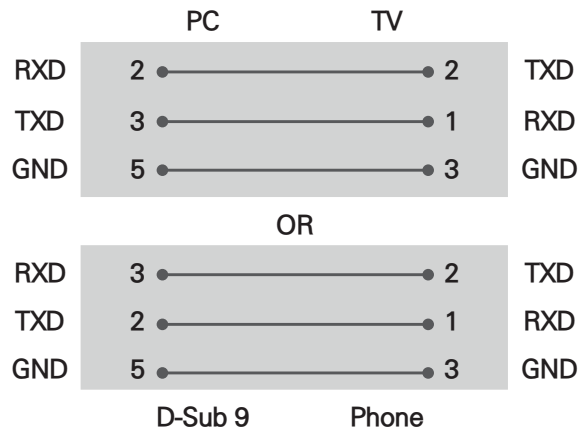 PC TV
RXD 2 2 TXD
TXD 3 1 RXD
GND 5 3 GND
OR
RXD 3 2 TXD
TXD 2 1 RXD
GND 5 3 GND
D-Sub 9 Phone